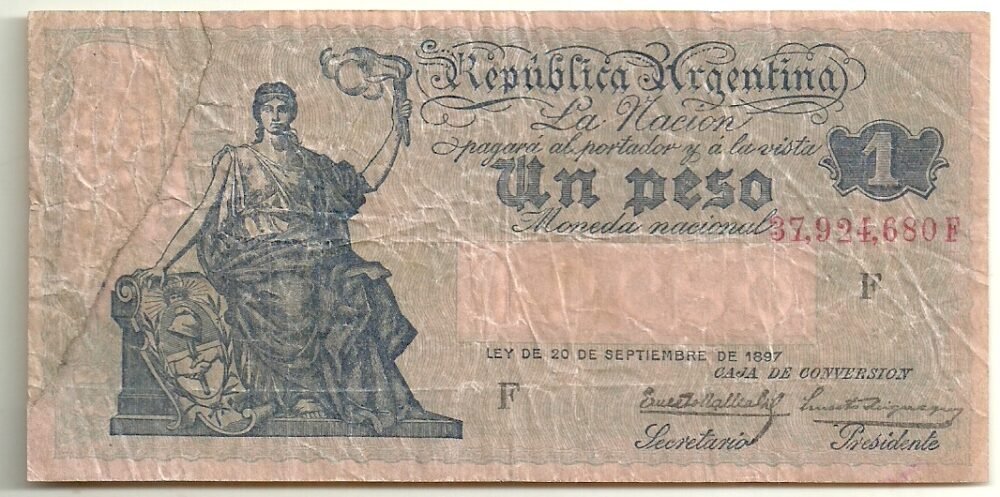 República Argentina
La Nacion
pagará al portador y á la vista
1
Un peso
Moneda nacional
37,924,680 F
F
LEY DE 20 DE SEPTIEMBRE DE 1897
CAJA DE CONVERSION
F
Secretario
Presidente